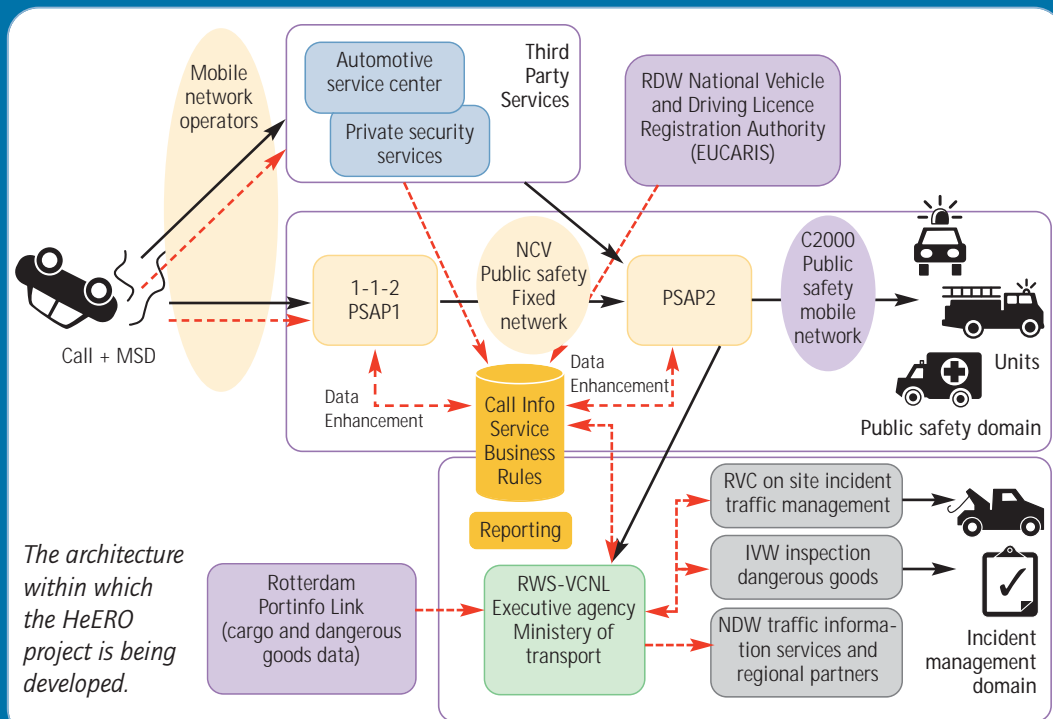 Mobile
network
operators
Automotive
service center
Private security
services
Third
Party
Services
RDW National Vehicle
and Driving Licence
Registration Authority
(EUCARIS)
Call + MSD
1-1-2
PSAP1
NCV
Public safety
Fixed
netwerk
PSAP2
C2000
Public
safety
mobile
network
Units
Public safety domain
Data
Enhancement
Data
Enhancement
Call Info
Service
Business
Rules
Reporting
The architecture
within which
the HeERO
project is being
developed.
Rotterdam
Portinfo Link
(cargo and dangerous
goods data)
RWS-VCNL
Executive agency
Ministery of
transport
RVC on site incident
traffic management
IVW inspection
dangerous goods
NDW traffic informa-
tion services and
regional partners
Incident
management
domain